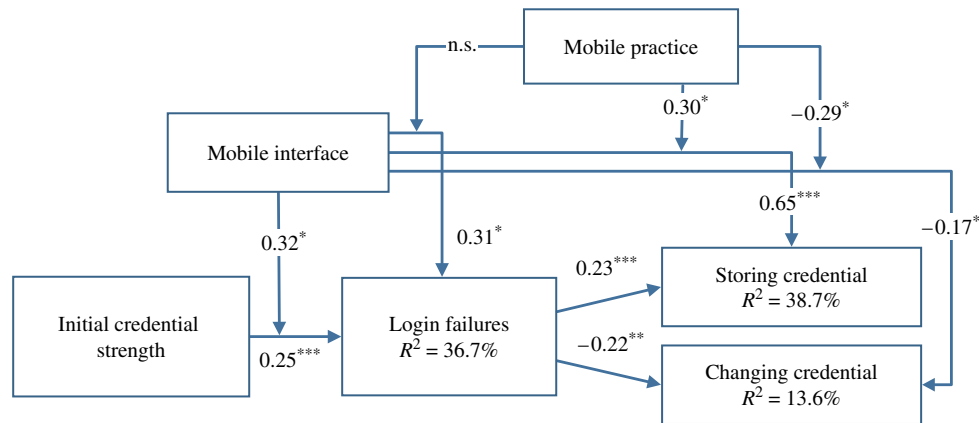 Mobile practice
n.s.
0.30*
−0.29*
Mobile interface
0.65***
−0.17*
0.32*
0.31*
0.23***
Storing credential
R² = 38.7%
Initial credential
strength
Login failures
R² = 36.7%
0.25***
−0.22**
Changing credential
R² = 13.6%